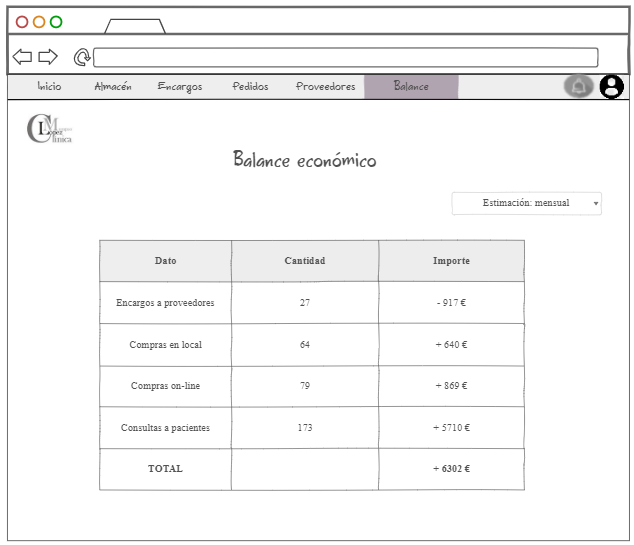 Inicio Almacén Encargos Pedidos Proveedores Balance
López
Clínica
Balance económico
Estimación: mensual
Dato Cantidad Importe
Encargos a proveedores 27 - 917 €
Compras en local 64 + 640 €
Compras on-line 79 + 869 €
Consultas a pacientes 173 + 5710 €
TOTAL + 6302 €